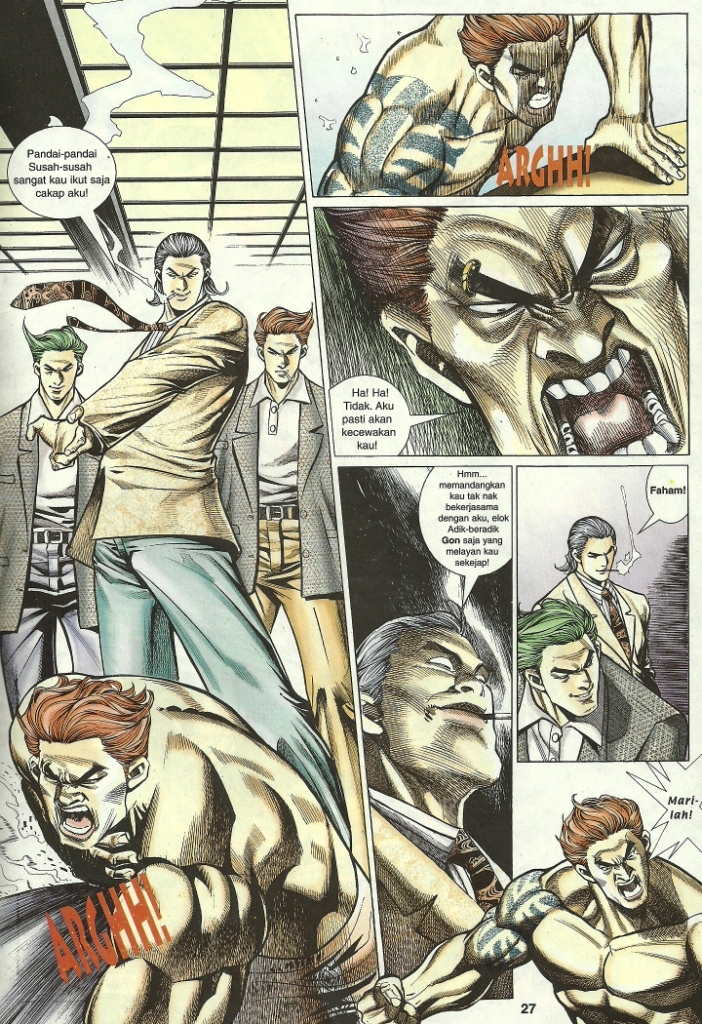 Pandai-pandai
Susah-susah
sangat kau ikut saja
cakap aku!
ARGHH!
ARGHH!
Ha! Ha!
Tidak. Aku
pasti akan
kecewakan
kau!
Hmm...
memandangkan
kau tak nak
bekerjasama
dengan aku, elok
Adik-beradik
Gon saja yang
melayan kau
sekejap!
Faham!
Mari-
lah!
27